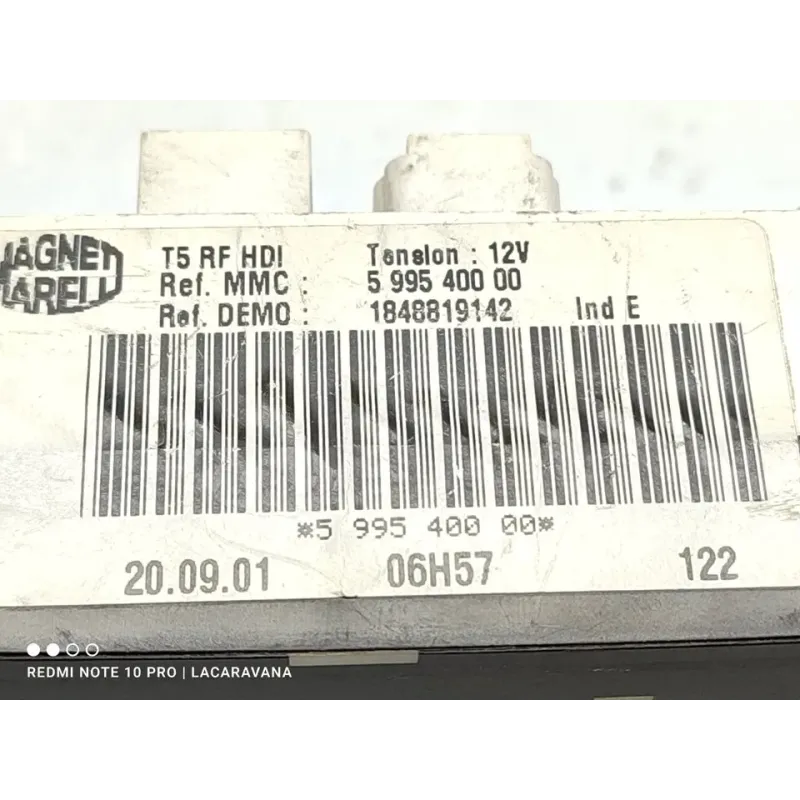 MAGNETI
MARELLI
T5 RF HDI Tension : 12V
Ref. MMC : 5 995 400 00
Ref. DEMO : 1848819142 Ind E
*5 995 400 00*
20.09.01 06H57 122
REDMI NOTE 10 PRO | LACARAVANA